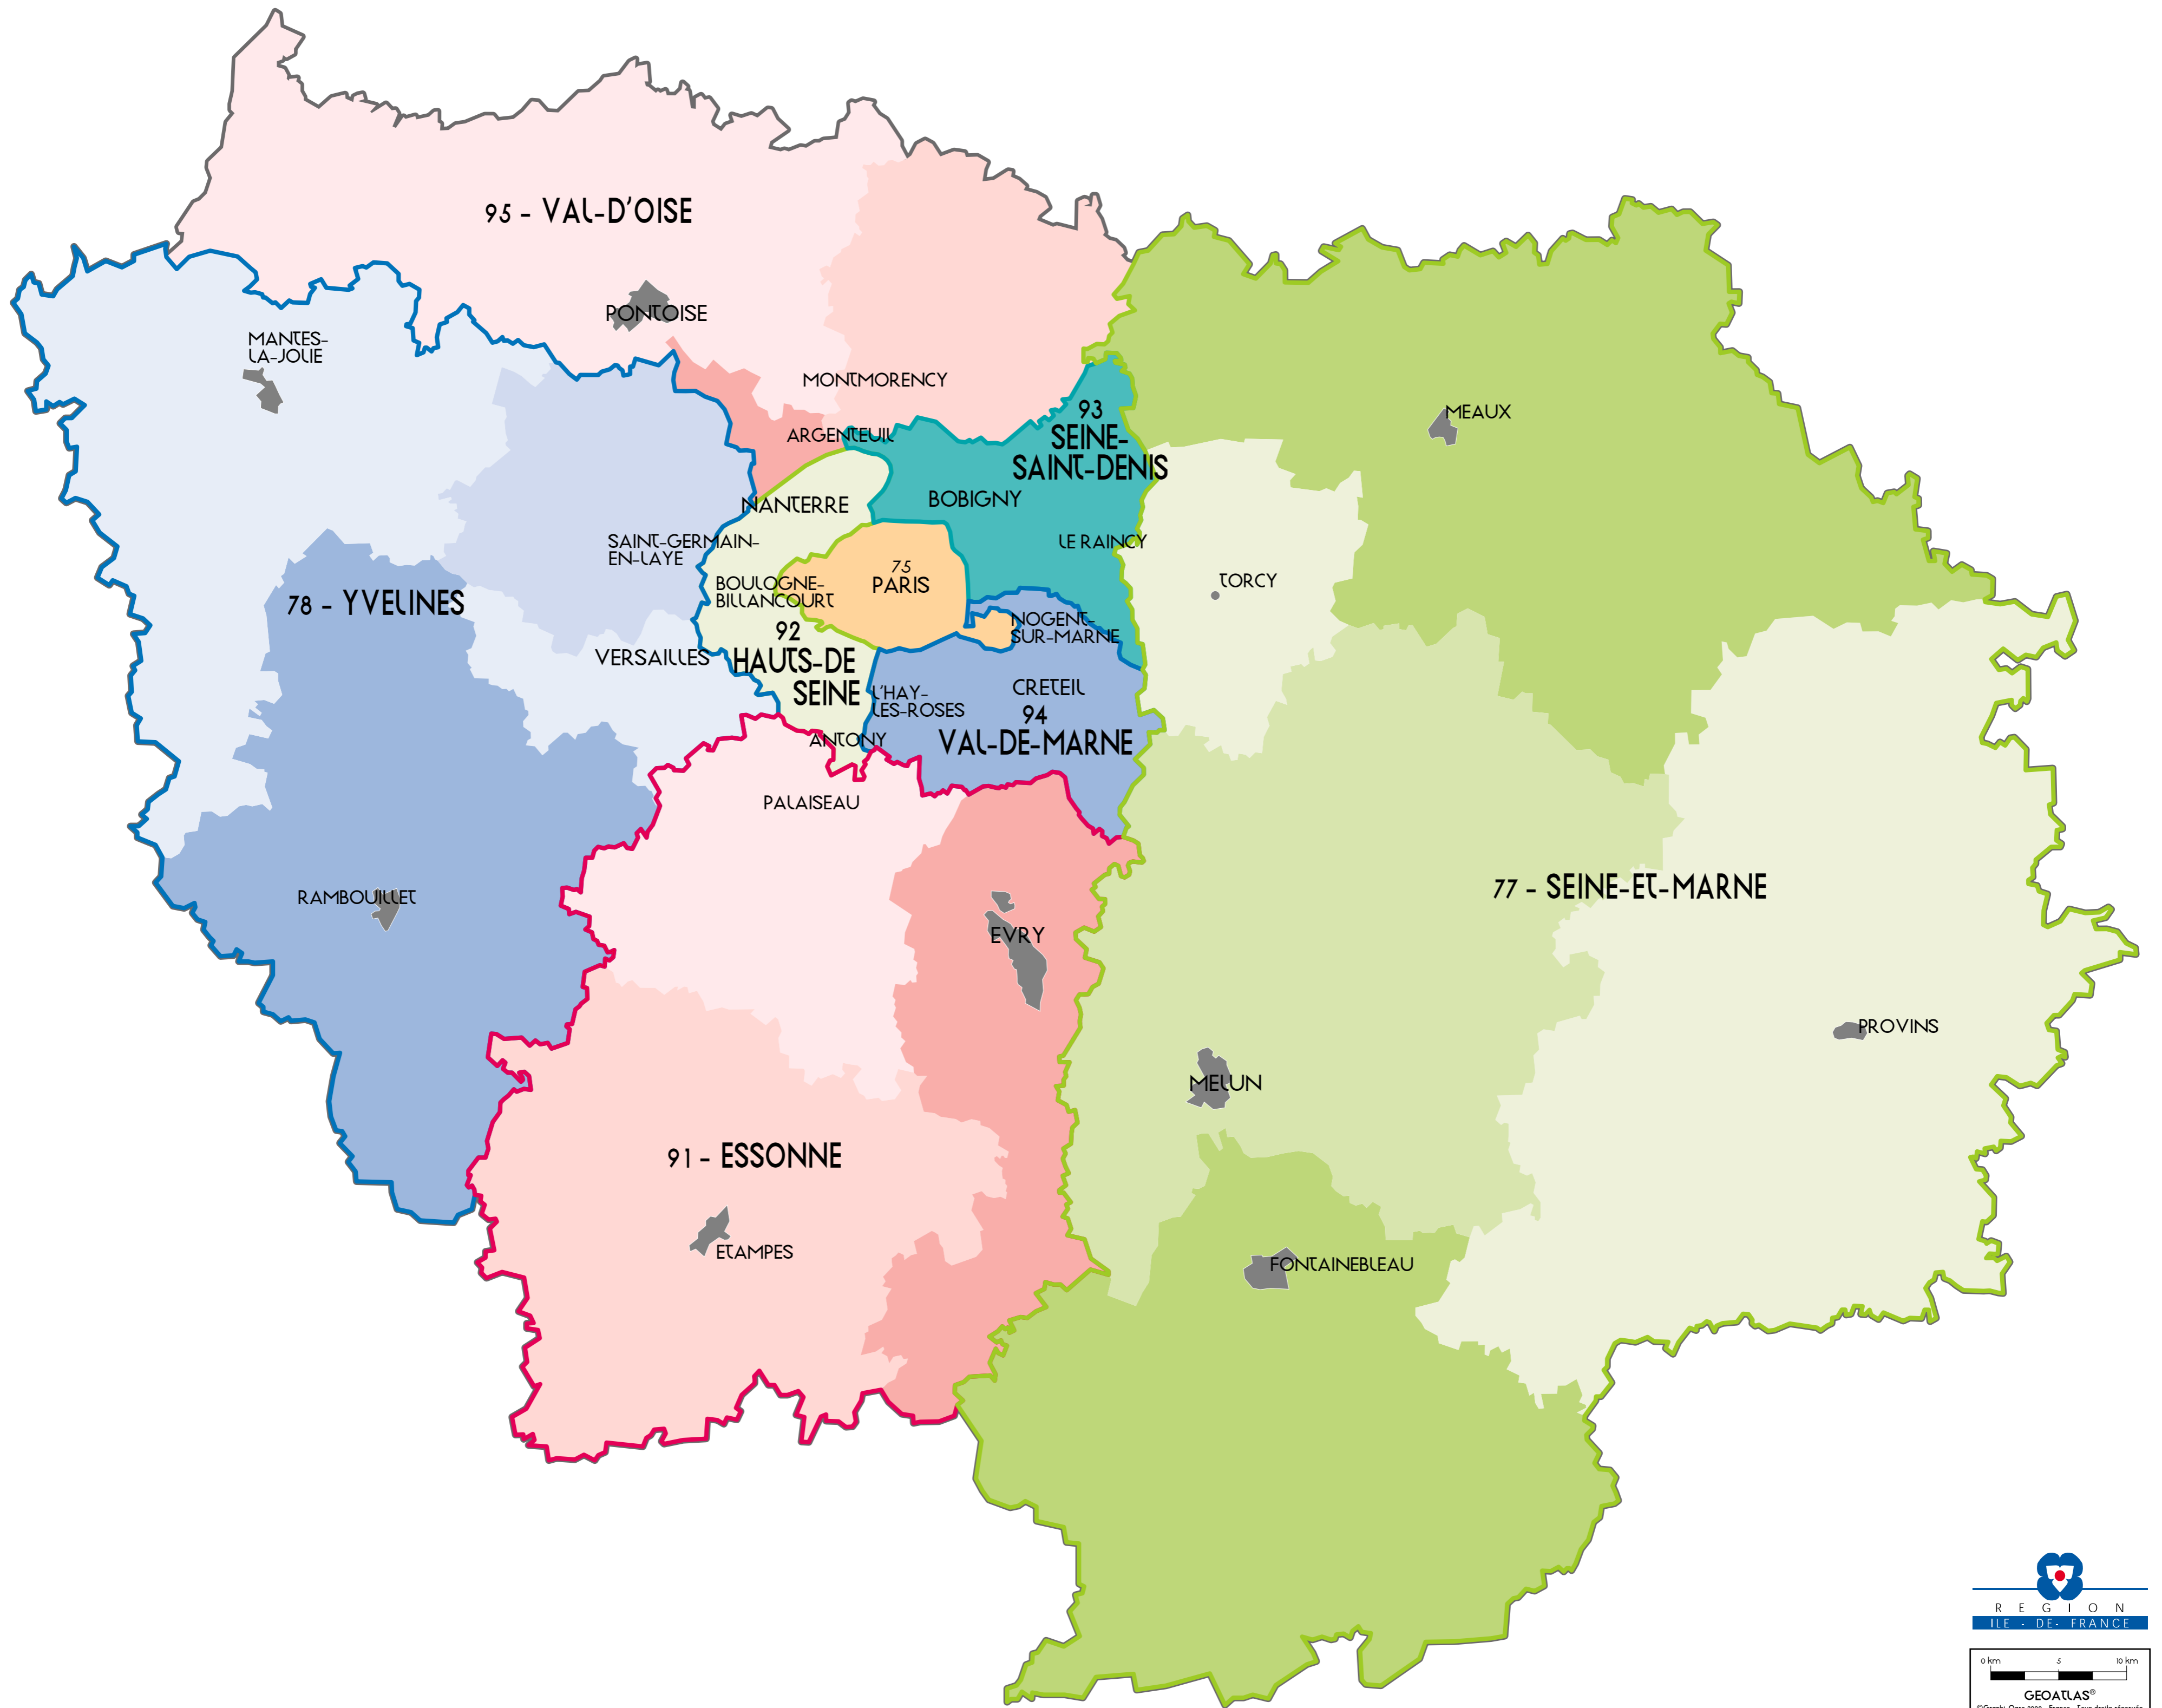 95 - VAL-D'OISE
PONTOISE
MANTES-
LA-JOLIE
MONTMORENCY
ARGENTEUIL
93
SEINE-
SAINT-DENIS
MEAUX
NANTERRE
BOBIGNY
SAINT-GERMAIN-
EN-LAYE
LE RAINCY
75
PARIS
TORCY
BOULOGNE-
BILLANCOURT
78 - YVELINES
NOGENT-
SUR-MARNE
92
HAUTS-DE
SEINE
VERSAILLES
L'HAY-
LES-ROSES
CRETEIL
94
VAL-DE-MARNE
ANTONY
PALAISEAU
77 - SEINE-ET-MARNE
RAMBOUILLET
EVRY
PROVINS
MELUN
91 - ESSONNE
ETAMPES
FONTAINEBLEAU
REGION
ILE - DE - FRANCE
0 km 5 10 km
GEOATLAS®